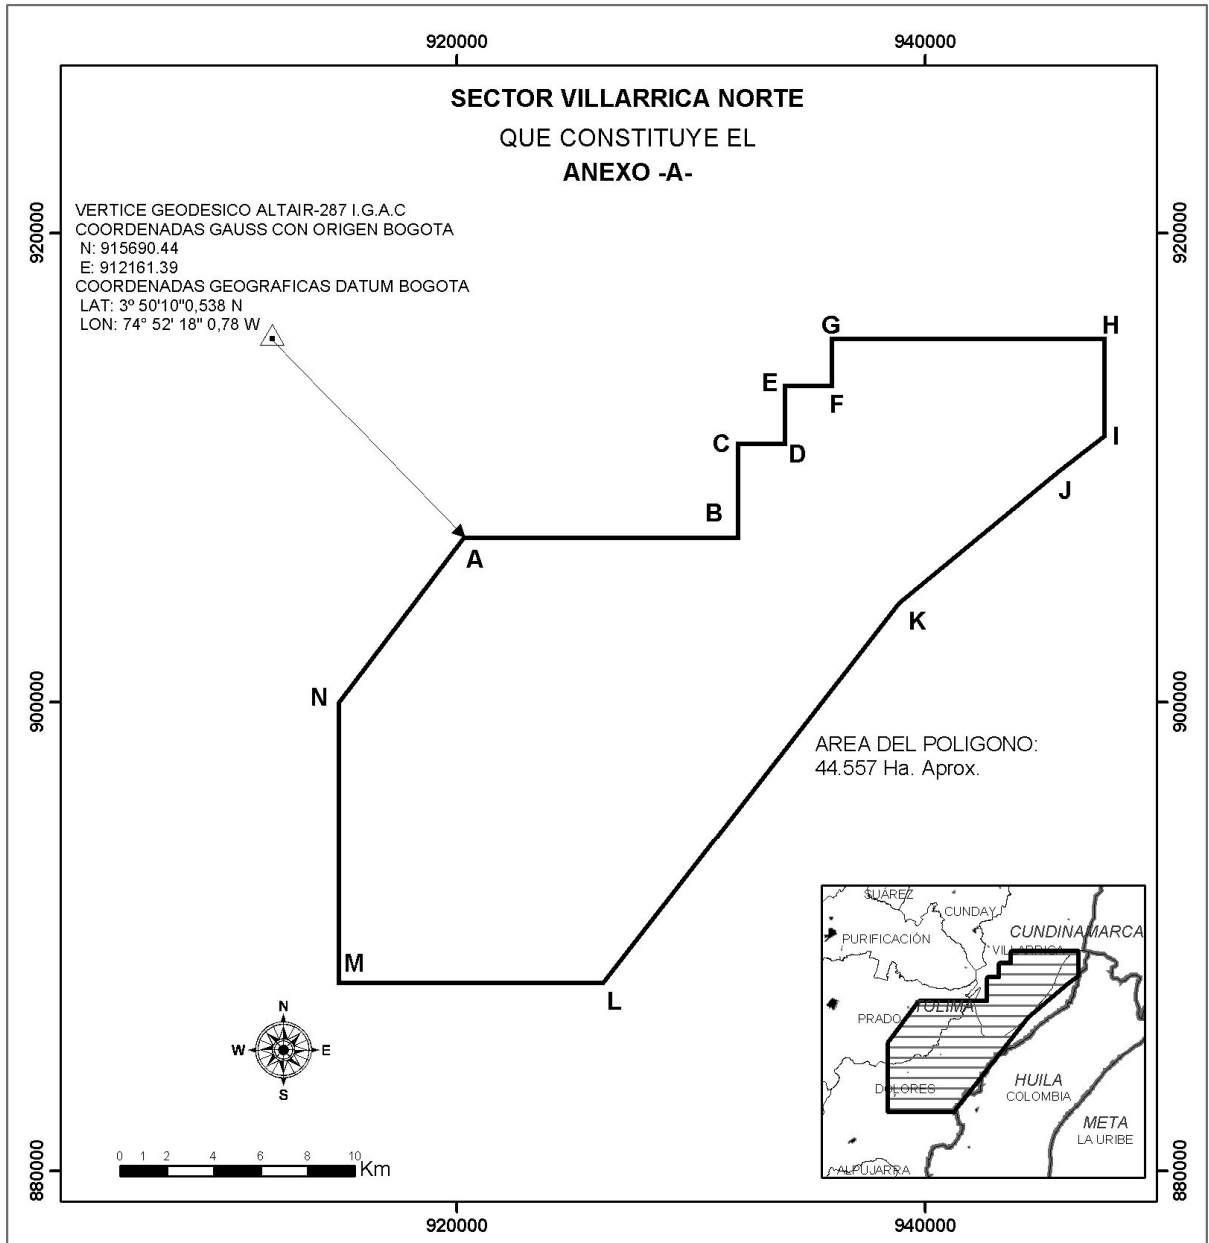 920000
940000
SECTOR VILLARRICA NORTE
QUE CONSTITUYE EL
ANEXO -A-
VERTICE GEODESICO ALTAIR-287 I.G.A.C
COORDENADAS GAUSS CON ORIGEN BOGOTA
N: 915690.44
E: 912161.39
COORDENADAS GEOGRAFICAS DATUM BOGOTA
LAT: 3º 50'10"0,538 N
LON: 74° 52' 18" 0,78 W
920000
920000
G
H
E
F
C
D
I
J
B
A
K
N
900000
900000
AREA DEL POLIGONO:
44.557 Ha. Aprox.
M
L
SUÁREZ
CUNDAY
CUNDINAMARCA
PURIFICACIÓN
VILLARRICA
TOLIMA
PRADO
DOLORES
HUILA
COLOMBIA
META
LA URIBE
ALPUJARRA
N
W
E
S
0 1 2 4 6 8 10
Km
880000
880000
920000
940000